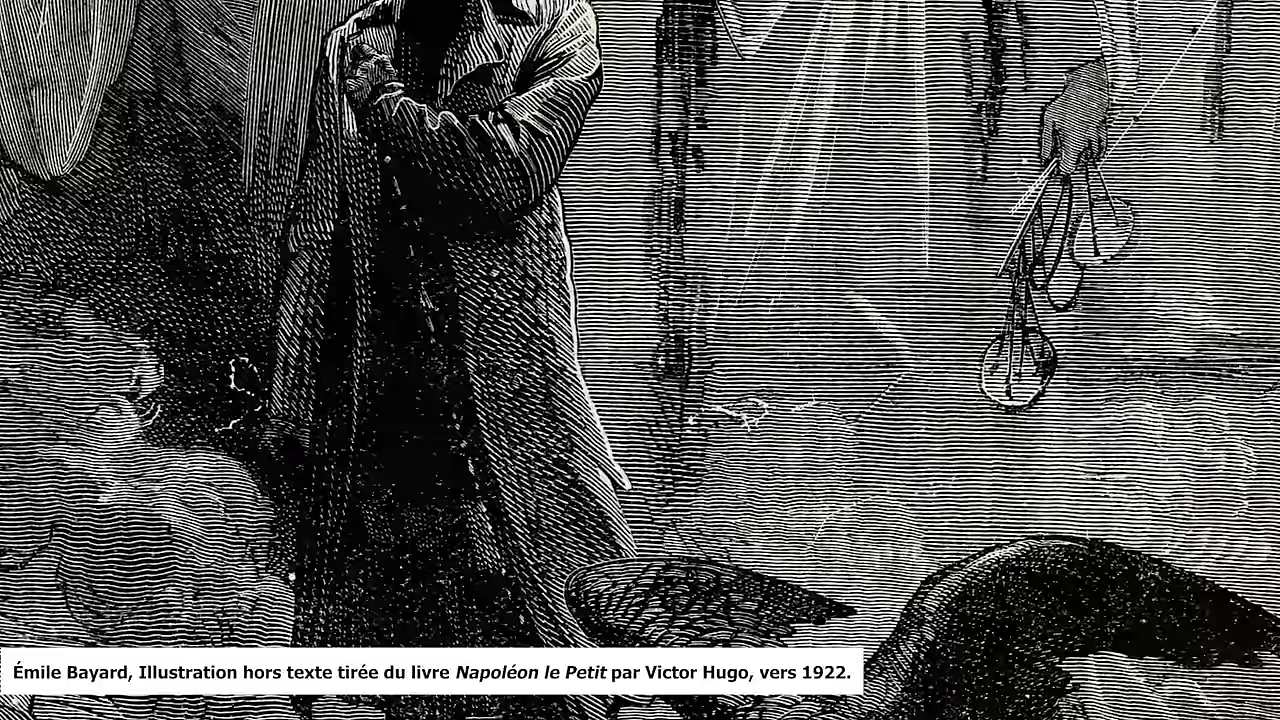 Émile Bayard, Illustration hors texte tirée du livre Napoléon le Petit par Victor Hugo, vers 1922.